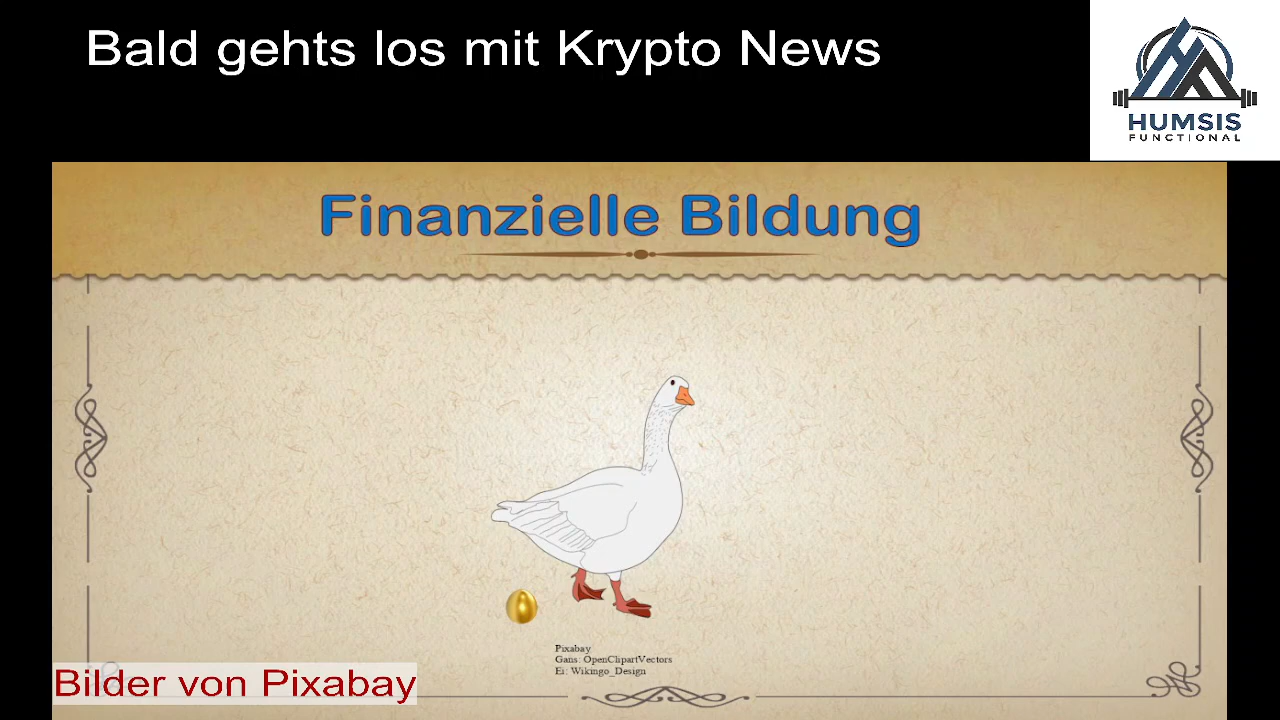 Bald gehts los mit Krypto News
HUMSIS
FUNCTIONAL
Finanzielle Bildung
Pixabay
Gans: OpenClipartVectors
Ei: Wikingo_Design
Bilder von Pixabay